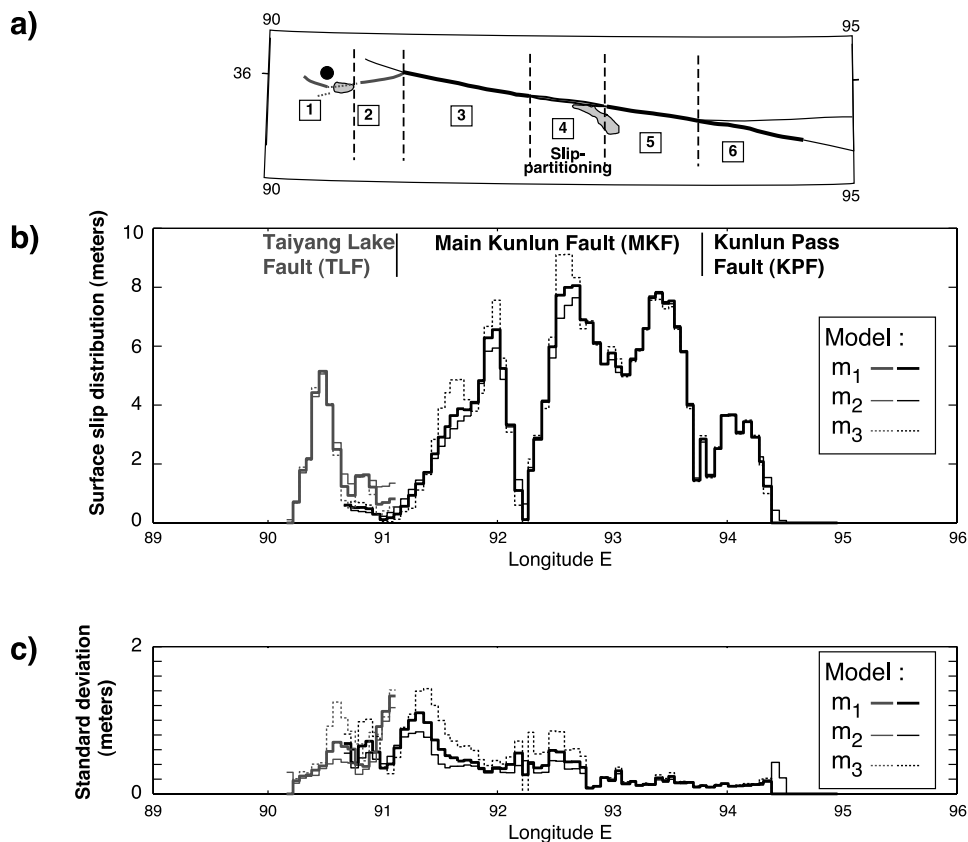 a)
90
95
36
1
2
3
4
5
6
Slip-
partitioning
90
95
b)
Surface slip distribution (meters)
10
8
6
4
2
0
Taiyang Lake
Fault (TLF)
Main Kunlun Fault (MKF)
Kunlun Pass
Fault (KPF)
Model :
m1
m2
m3
89 90 91 92 93 94 95 96
Longitude E
c)
Standard deviation
(meters)
2
0
Model :
m1
m2
m3
89 90 91 92 93 94 95 96
Longitude E